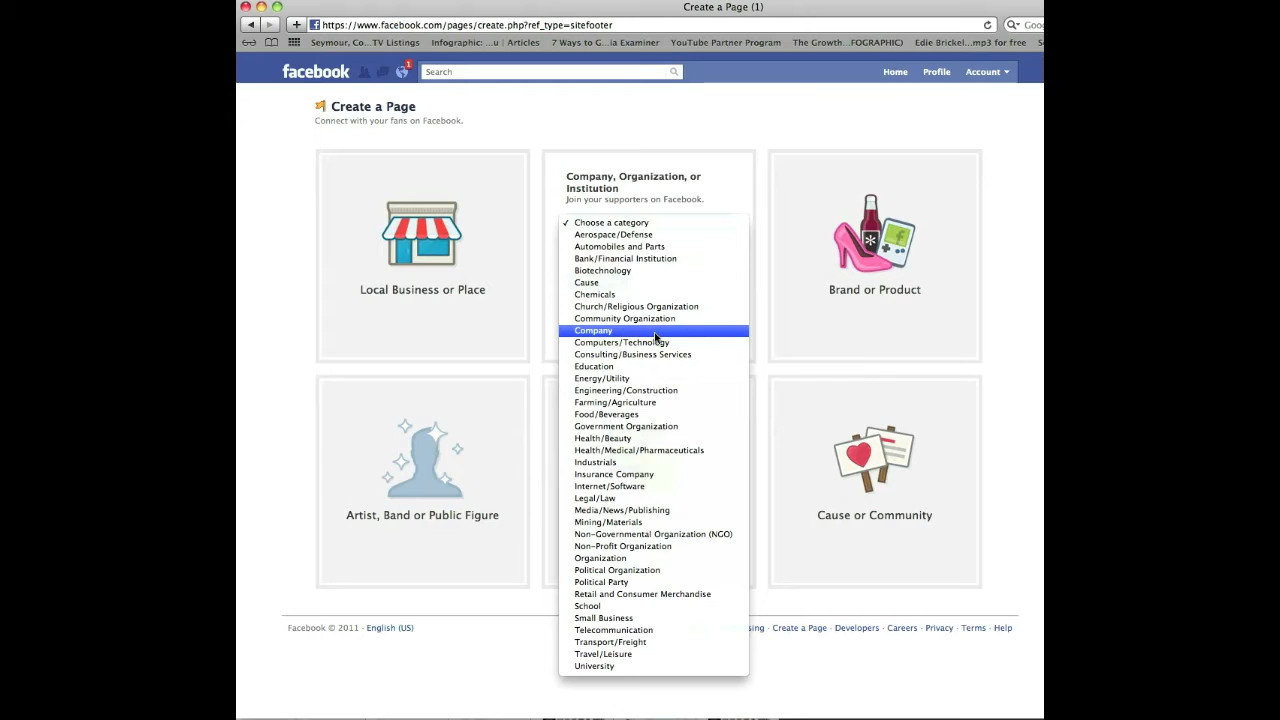 Create a Page (1)
https://www.facebook.com/pages/create.php?ref_type=sitefooter
Goo
Seymour, Co...TV Listings
Infographic: ...u | Articles
7 Ways to G...ia Examiner
YouTube Partner Program
The Growth...FOGRAPHIC)
Edie Brickel...mp3 for free
facebook
1
Search
Home
Profile
Account
Create a Page
Connect with your fans on Facebook.
Local Business or Place
Company, Organization, or
Institution
Join your supporters on Facebook.
Choose a category
Aerospace/Defense
Automobiles and Parts
Bank/Financial Institution
Biotechnology
Cause
Chemicals
Church/Religious Organization
Community Organization
Company
Computers/Technology
Consulting/Business Services
Education
Energy/Utility
Engineering/Construction
Farming/Agriculture
Food/Beverages
Government Organization
Health/Beauty
Health/Medical/Pharmaceuticals
Industrials
Insurance Company
Internet/Software
Legal/Law
Media/News/Publishing
Mining/Materials
Non-Governmental Organization (NGO)
Non-Profit Organization
Organization
Political Organization
Political Party
Retail and Consumer Merchandise
School
Small Business
Telecommunication
Transport/Freight
Travel/Leisure
University
Brand or Product
Artist, Band or Public Figure
Cause or Community
Facebook © 2011 · English (US)
sing · Create a Page · Developers · Careers · Privacy · Terms · Help